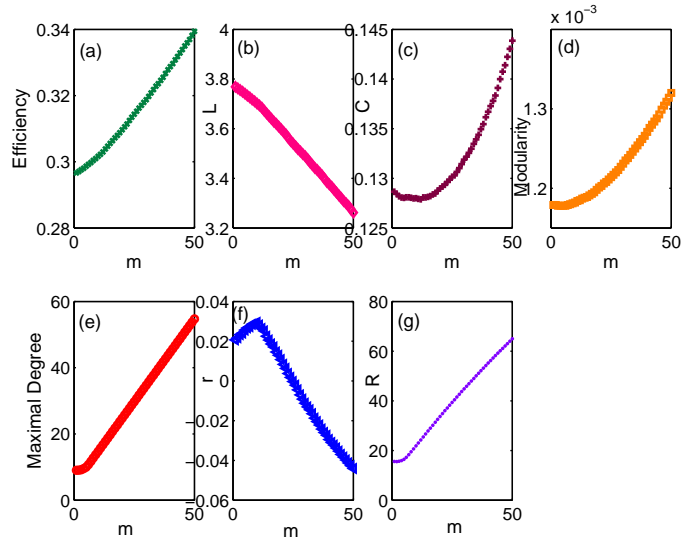 (a)
0.34
0.32
0.3
0.28
Efficiency
0
50
m
(b)
4
3.8
3.6
3.4
3.2
L
0
50
m
(c)
0.145
0.14
0.135
0.13
0.125
C
0
50
m
x 10⁻³
(d)
1.3
1.2
Modularity
0
50
m
(e)
60
40
20
0
Maximal Degree
0
50
m
(f)
0.04
0.02
0
−0.02
−0.04
−0.06
r
0
50
m
(g)
80
60
40
20
0
R
0
50
m